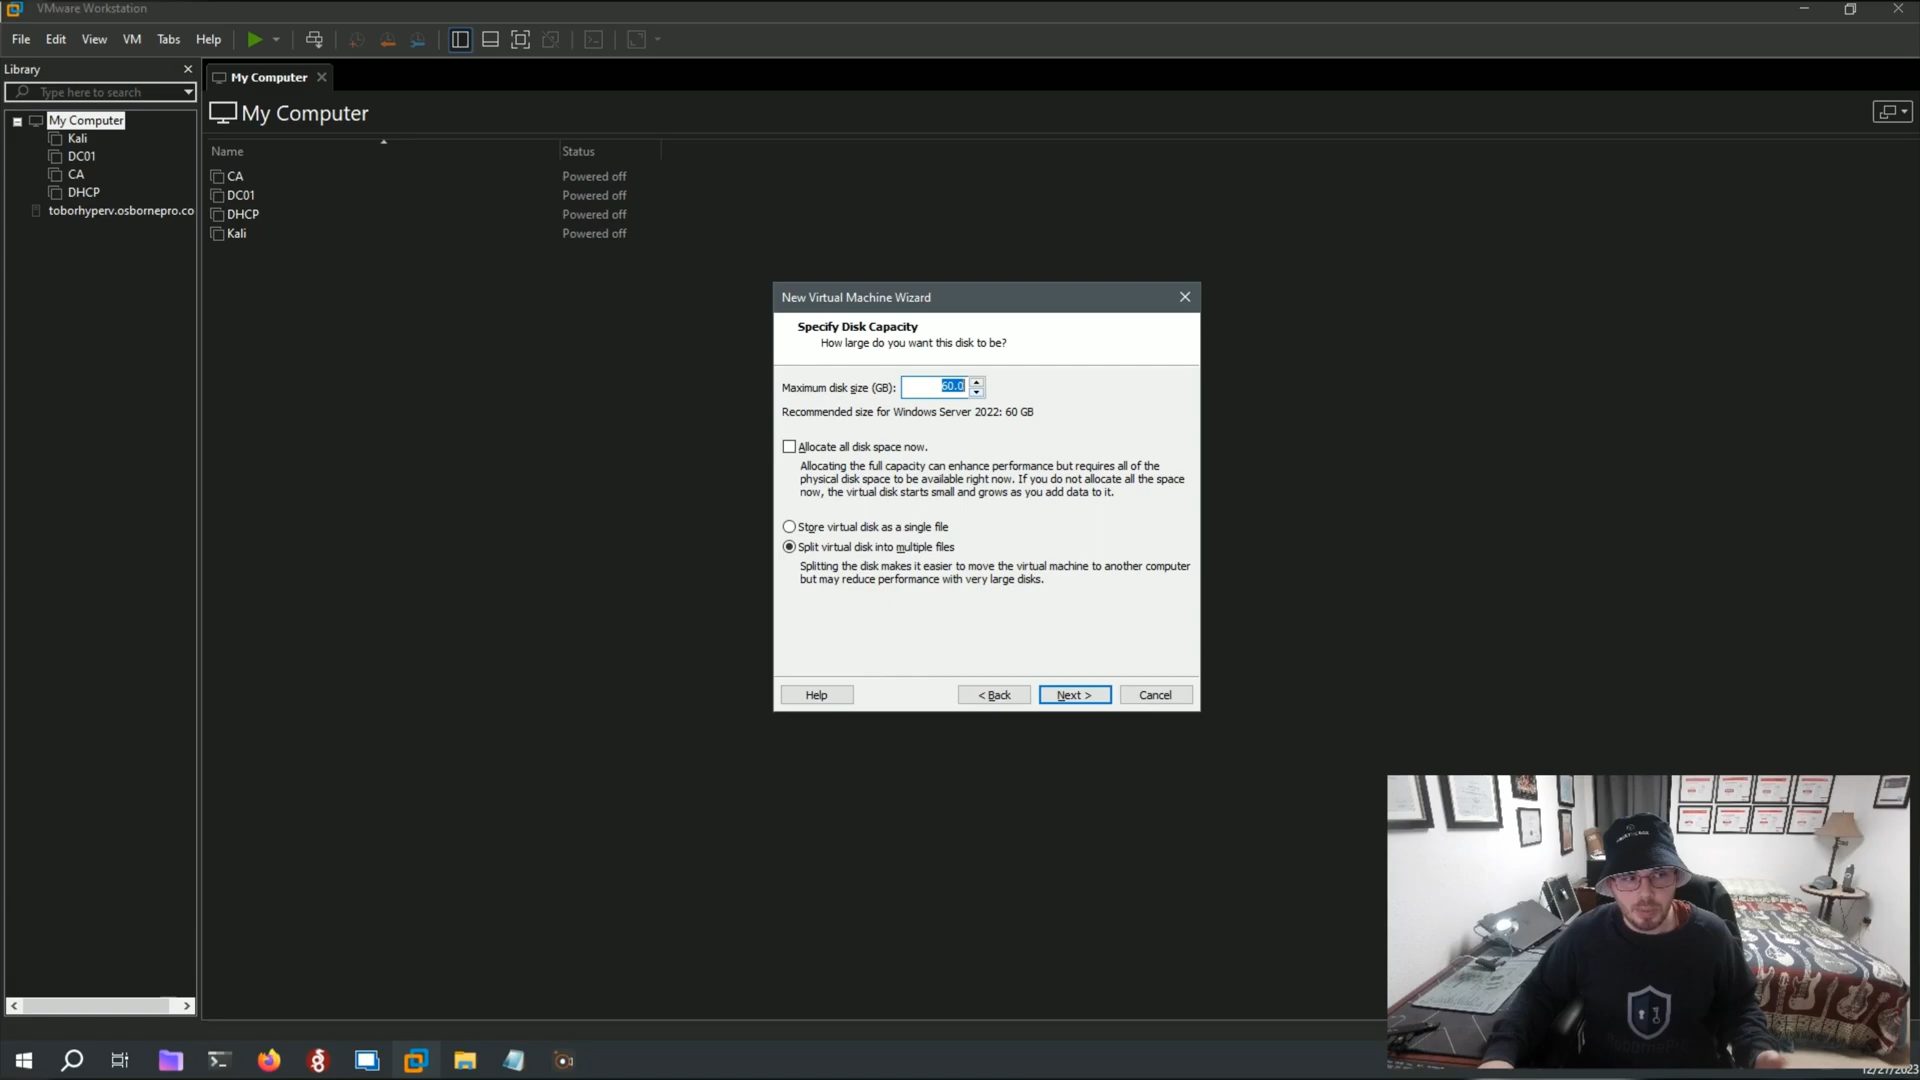 VMware Workstation
File Edit View VM Tabs Help
Library
Type here to search
My Computer
Kali
DC01
CA
DHCP
toborhyperv.osbornepro.co
My Computer
My Computer
Name Status
CA Powered off
DC01 Powered off
DHCP Powered off
Kali Powered off
New Virtual Machine Wizard
Specify Disk Capacity
How large do you want this disk to be?
Maximum disk size (GB): 60.0
Recommended size for Windows Server 2022: 60 GB
Allocate all disk space now.
Allocating the full capacity can enhance performance but requires all of the
physical disk space to be available right now. If you do not allocate all the space
now, the virtual disk starts small and grows as you add data to it.
Store virtual disk as a single file
Split virtual disk into multiple files
Splitting the disk makes it easier to move the virtual machine to another computer
but may reduce performance with very large disks.
Help < Back Next > Cancel
12/27/2023